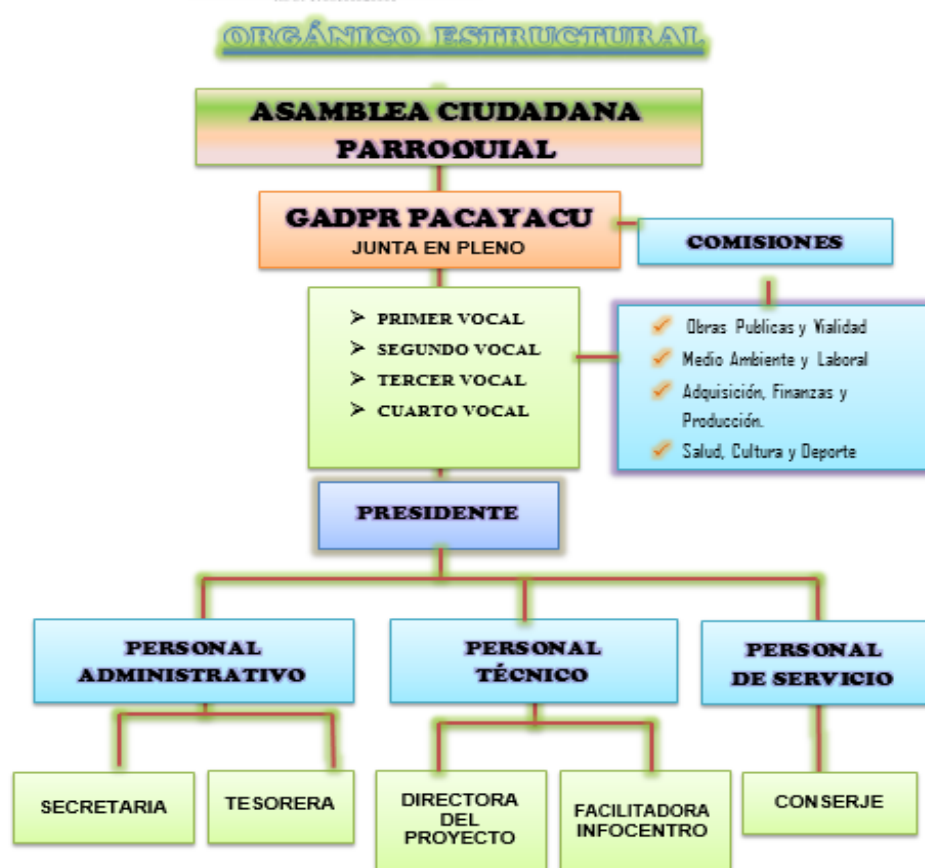 ORGÁNICO ESTRUCTURAL
ASAMBLEA CIUDADANA
PARROQUIAL
GADPR PACAYACU
JUNTA EN PLENO
COMISIONES
➢ PRIMER VOCAL
➢ SEGUNDO VOCAL
➢ TERCER VOCAL
➢ CUARTO VOCAL
✓ Obras Publicas y Vialidad
✓ Medio Ambiente y Laboral
✓ Adquisición, Finanzas y
Producción.
✓ Salud, Cultura y Deporte
PRESIDENTE
PERSONAL
ADMINISTRATIVO
PERSONAL
TÉCNICO
PERSONAL
DE SERVICIO
SECRETARIA
TESORERA
DIRECTORA
DEL
PROYECTO
FACILITADORA
INFOCENTRO
CONSERJE